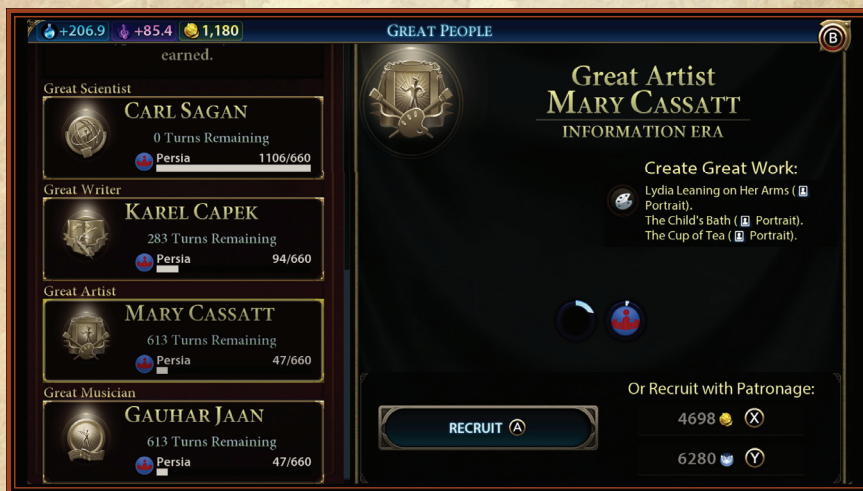 +206.9 +85.4 1,180
GREAT PEOPLE
B
earned.
Great Scientist
CARL SAGAN
0 Turns Remaining
Persia 1106/660
Great Writer
KAREL CAPEK
283 Turns Remaining
Persia 94/660
Great Artist
MARY CASSATT
613 Turns Remaining
Persia 47/660
Great Musician
GAUHAR JAAN
613 Turns Remaining
Persia 47/660
Great Artist
MARY CASSATT
INFORMATION ERA
Create Great Work:
Lydia Leaning on Her Arms (
Portrait).
The Child's Bath ( Portrait).
The Cup of Tea ( Portrait).
RECRUIT A
Or Recruit with Patronage:
4698 X
6280 Y